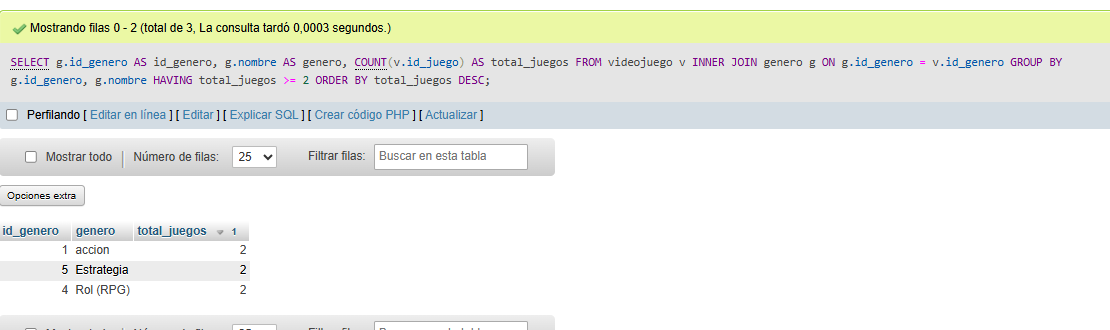 Mostrando filas 0 - 2 (total de 3, La consulta tardó 0,0003 segundos.)
SELECT g.id_genero AS id_genero, g.nombre AS genero, COUNT(v.id_juego) AS total_juegos FROM videojuego v INNER JOIN genero g ON g.id_genero = v.id_genero GROUP BY
g.id_genero, g.nombre HAVING total_juegos >= 2 ORDER BY total_juegos DESC;
Perfilando [ Editar en línea ] [ Editar ] [ Explicar SQL ] [ Crear código PHP ] [ Actualizar ]
Mostrar todo | Número de filas: 25 Filtrar filas: Buscar en esta tabla
Opciones extra
id_genero genero total_juegos 1
1 accion 2
5 Estrategia 2
4 Rol (RPG) 2